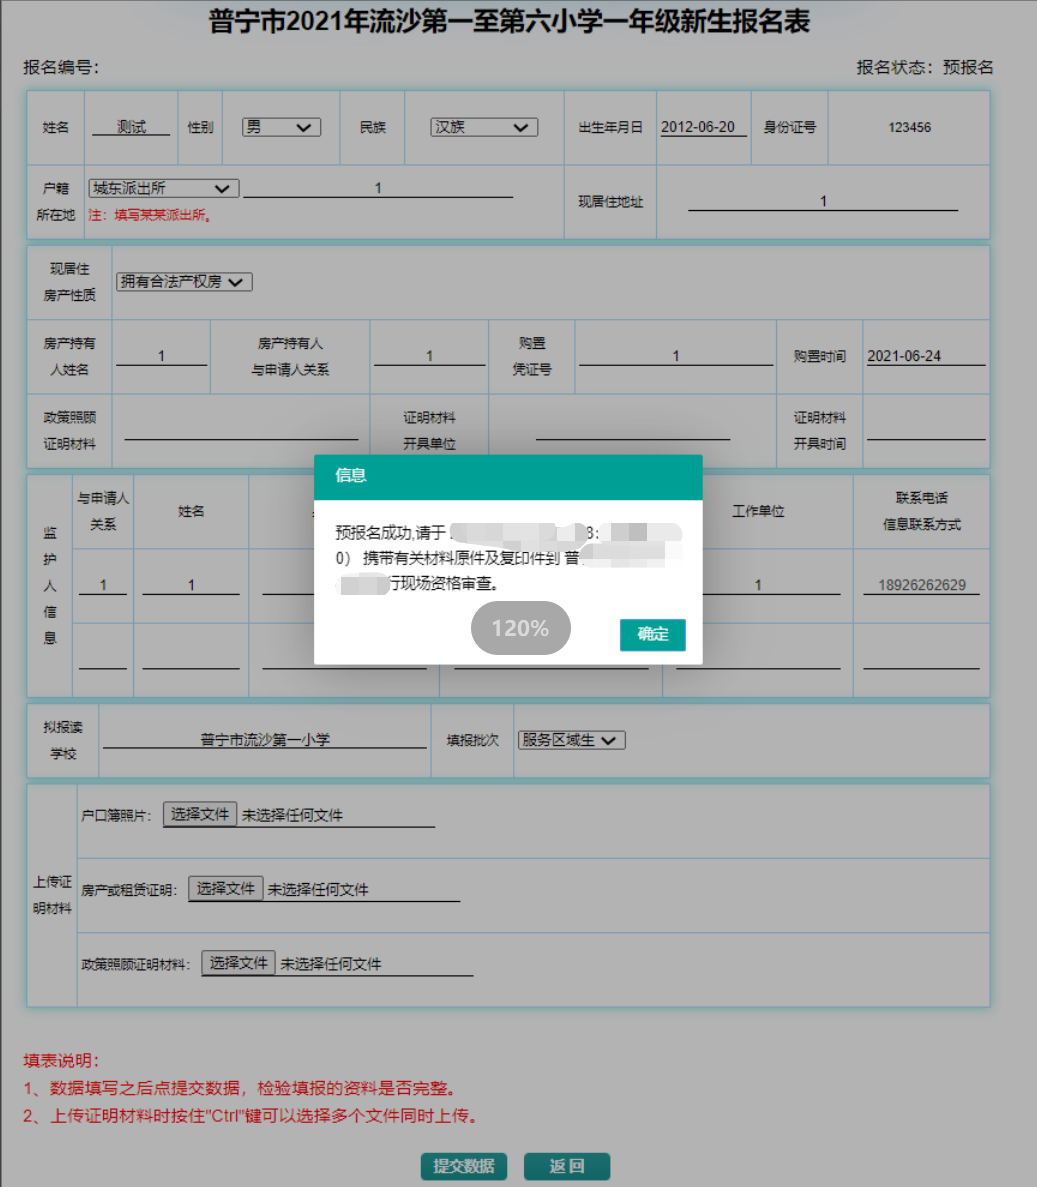 普宁市2021年流沙第一至第六小学一年级新生报名表
报名编号：
报名状态：预报名
姓名 测试 性别 男 民族 汉族 出生年月日 2012-06-20 身份证号 123456
户籍
所在地
城东派出所 1
注：填写某某派出所。
现居住地址 1
现居住
房产性质
拥有合法产权房
房产持有
人姓名
1
房产持有人
与申请人关系
1
购置
凭证号
1
购置时间 2021-06-24
政策照顾
证明材料
证明材料
开具单位
证明材料
开具时间
监
护
人
信
息
与申请人
关系
姓名
工作单位
联系电话
信息联系方式
1 1 1 18926262629
信息
预报名成功,请于 8:
0） 携带有关材料原件及复印件到 普
行现场资格审查。
120%
确定
拟报读
学校
普宁市流沙第一小学 填报批次 服务区域生
上传证
明材料
户口簿照片： 选择文件 未选择任何文件
房产或租赁证明： 选择文件 未选择任何文件
政策照顾证明材料： 选择文件 未选择任何文件
填表说明：
1、数据填写之后点提交数据，检验填报的资料是否完整。
2、上传证明材料时按住"Ctrl"键可以选择多个文件同时上传。
提交数据 返 回